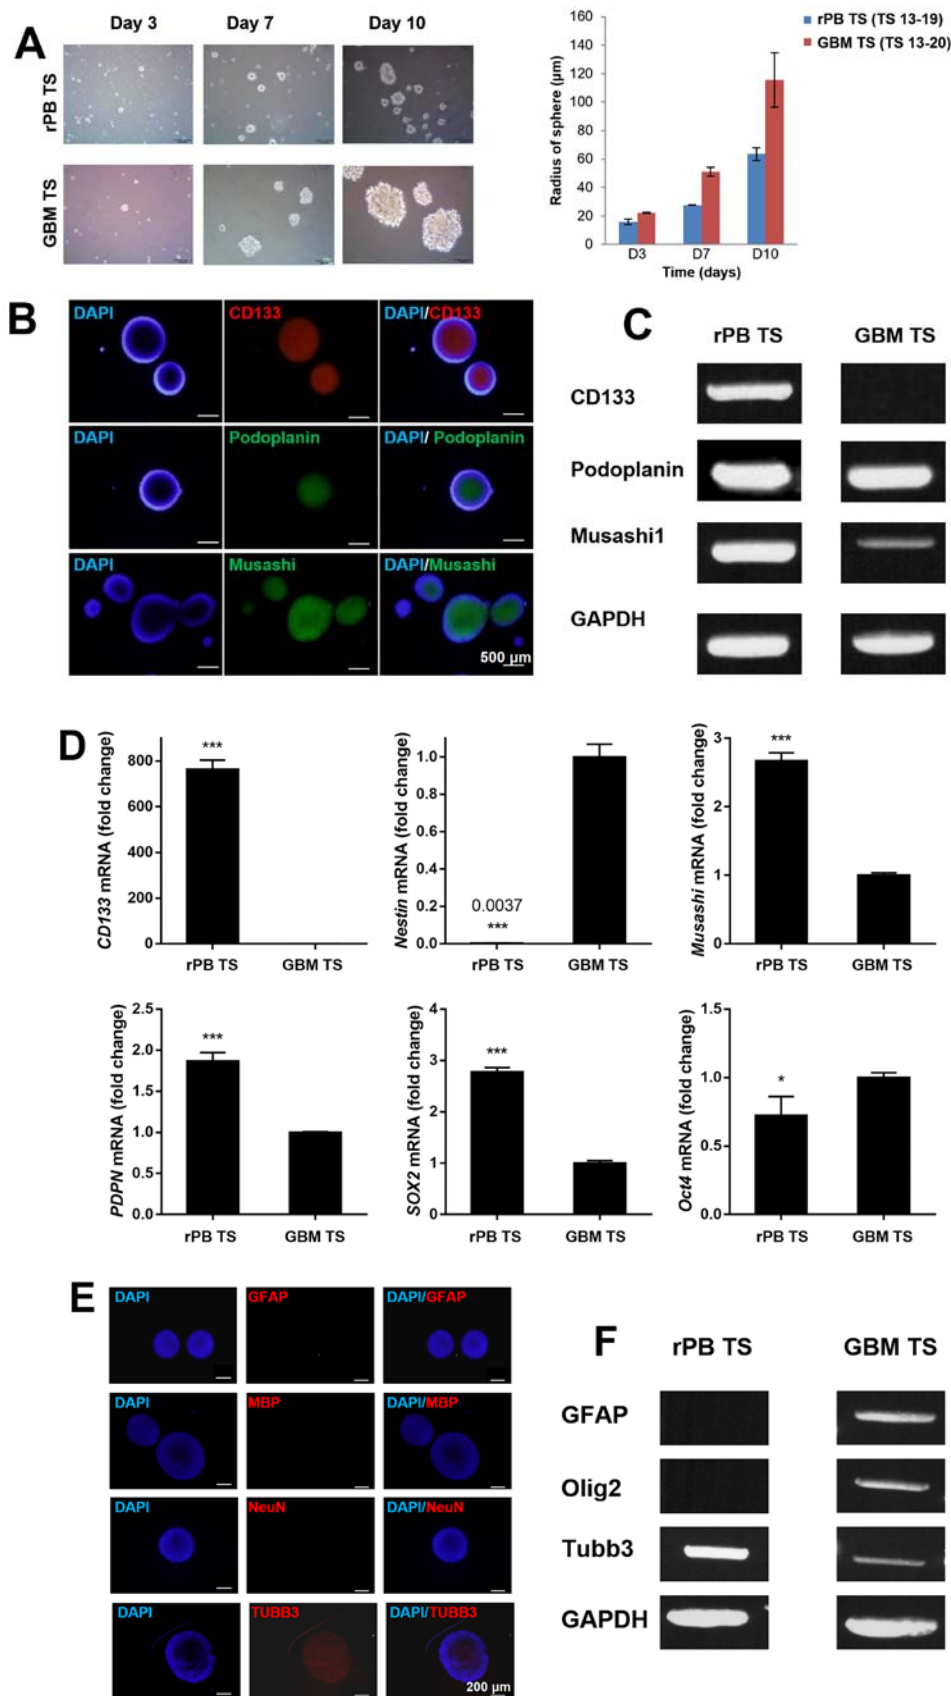 A
Day 3
Day 7
Day 10
rPB TS
GBM TS
rPB TS (TS 13-19)
GBM TS (TS 13-20)
Radius of sphere (µm)
160
140
120
100
80
60
40
20
0
D3
D7
D10
Time (days)
B
DAPI
CD133
DAPI/CD133
DAPI
Podoplanin
DAPI/ Podoplanin
DAPI
Musashi
DAPI/Musashi
500 µm
C
rPB TS
GBM TS
CD133
Podoplanin
Musashi1
GAPDH
D
CD133 mRNA (fold change)
800
600
400
200
0
***
rPB TS
GBM TS
Nestin mRNA (fold change)
1.0
0.8
0.6
0.4
0.2
0.0
0.0037
***
rPB TS
GBM TS
Musashi mRNA (fold change)
3
2
1
0
***
rPB TS
GBM TS
PDPN mRNA (fold change)
2.5
2.0
1.5
1.0
0.5
0.0
***
rPB TS
GBM TS
SOX2 mRNA (fold change)
4
3
2
1
0
***
rPB TS
GBM TS
Oct4 mRNA (fold change)
1.5
1.0
0.5
0.0
*
rPB TS
GBM TS
E
DAPI
GFAP
DAPI/GFAP
DAPI
MBP
DAPI/MBP
DAPI
NeuN
DAPI/NeuN
DAPI
TUBB3
DAPI/TUBB3
200 µm
F
rPB TS
GBM TS
GFAP
Olig2
Tubb3
GAPDH